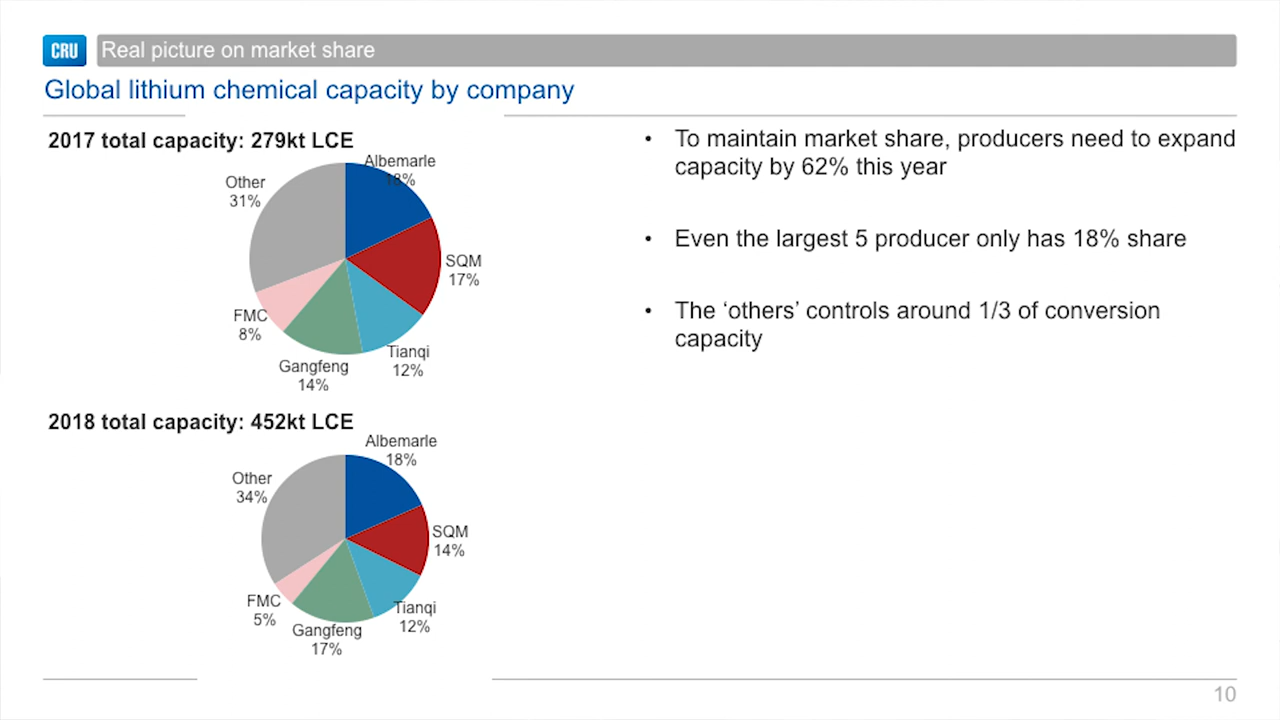 CRU
Real picture on market share
Global lithium chemical capacity by company
2017 total capacity: 279kt LCE
Albemarle
18%
SQM
17%
Tianqi
12%
Gangfeng
14%
FMC
8%
Other
31%
2018 total capacity: 452kt LCE
Albemarle
18%
SQM
14%
Tianqi
12%
Gangfeng
17%
FMC
5%
Other
34%
• To maintain market share, producers need to expand
capacity by 62% this year
• Even the largest 5 producer only has 18% share
• The ‘others’ controls around 1/3 of conversion
capacity
10